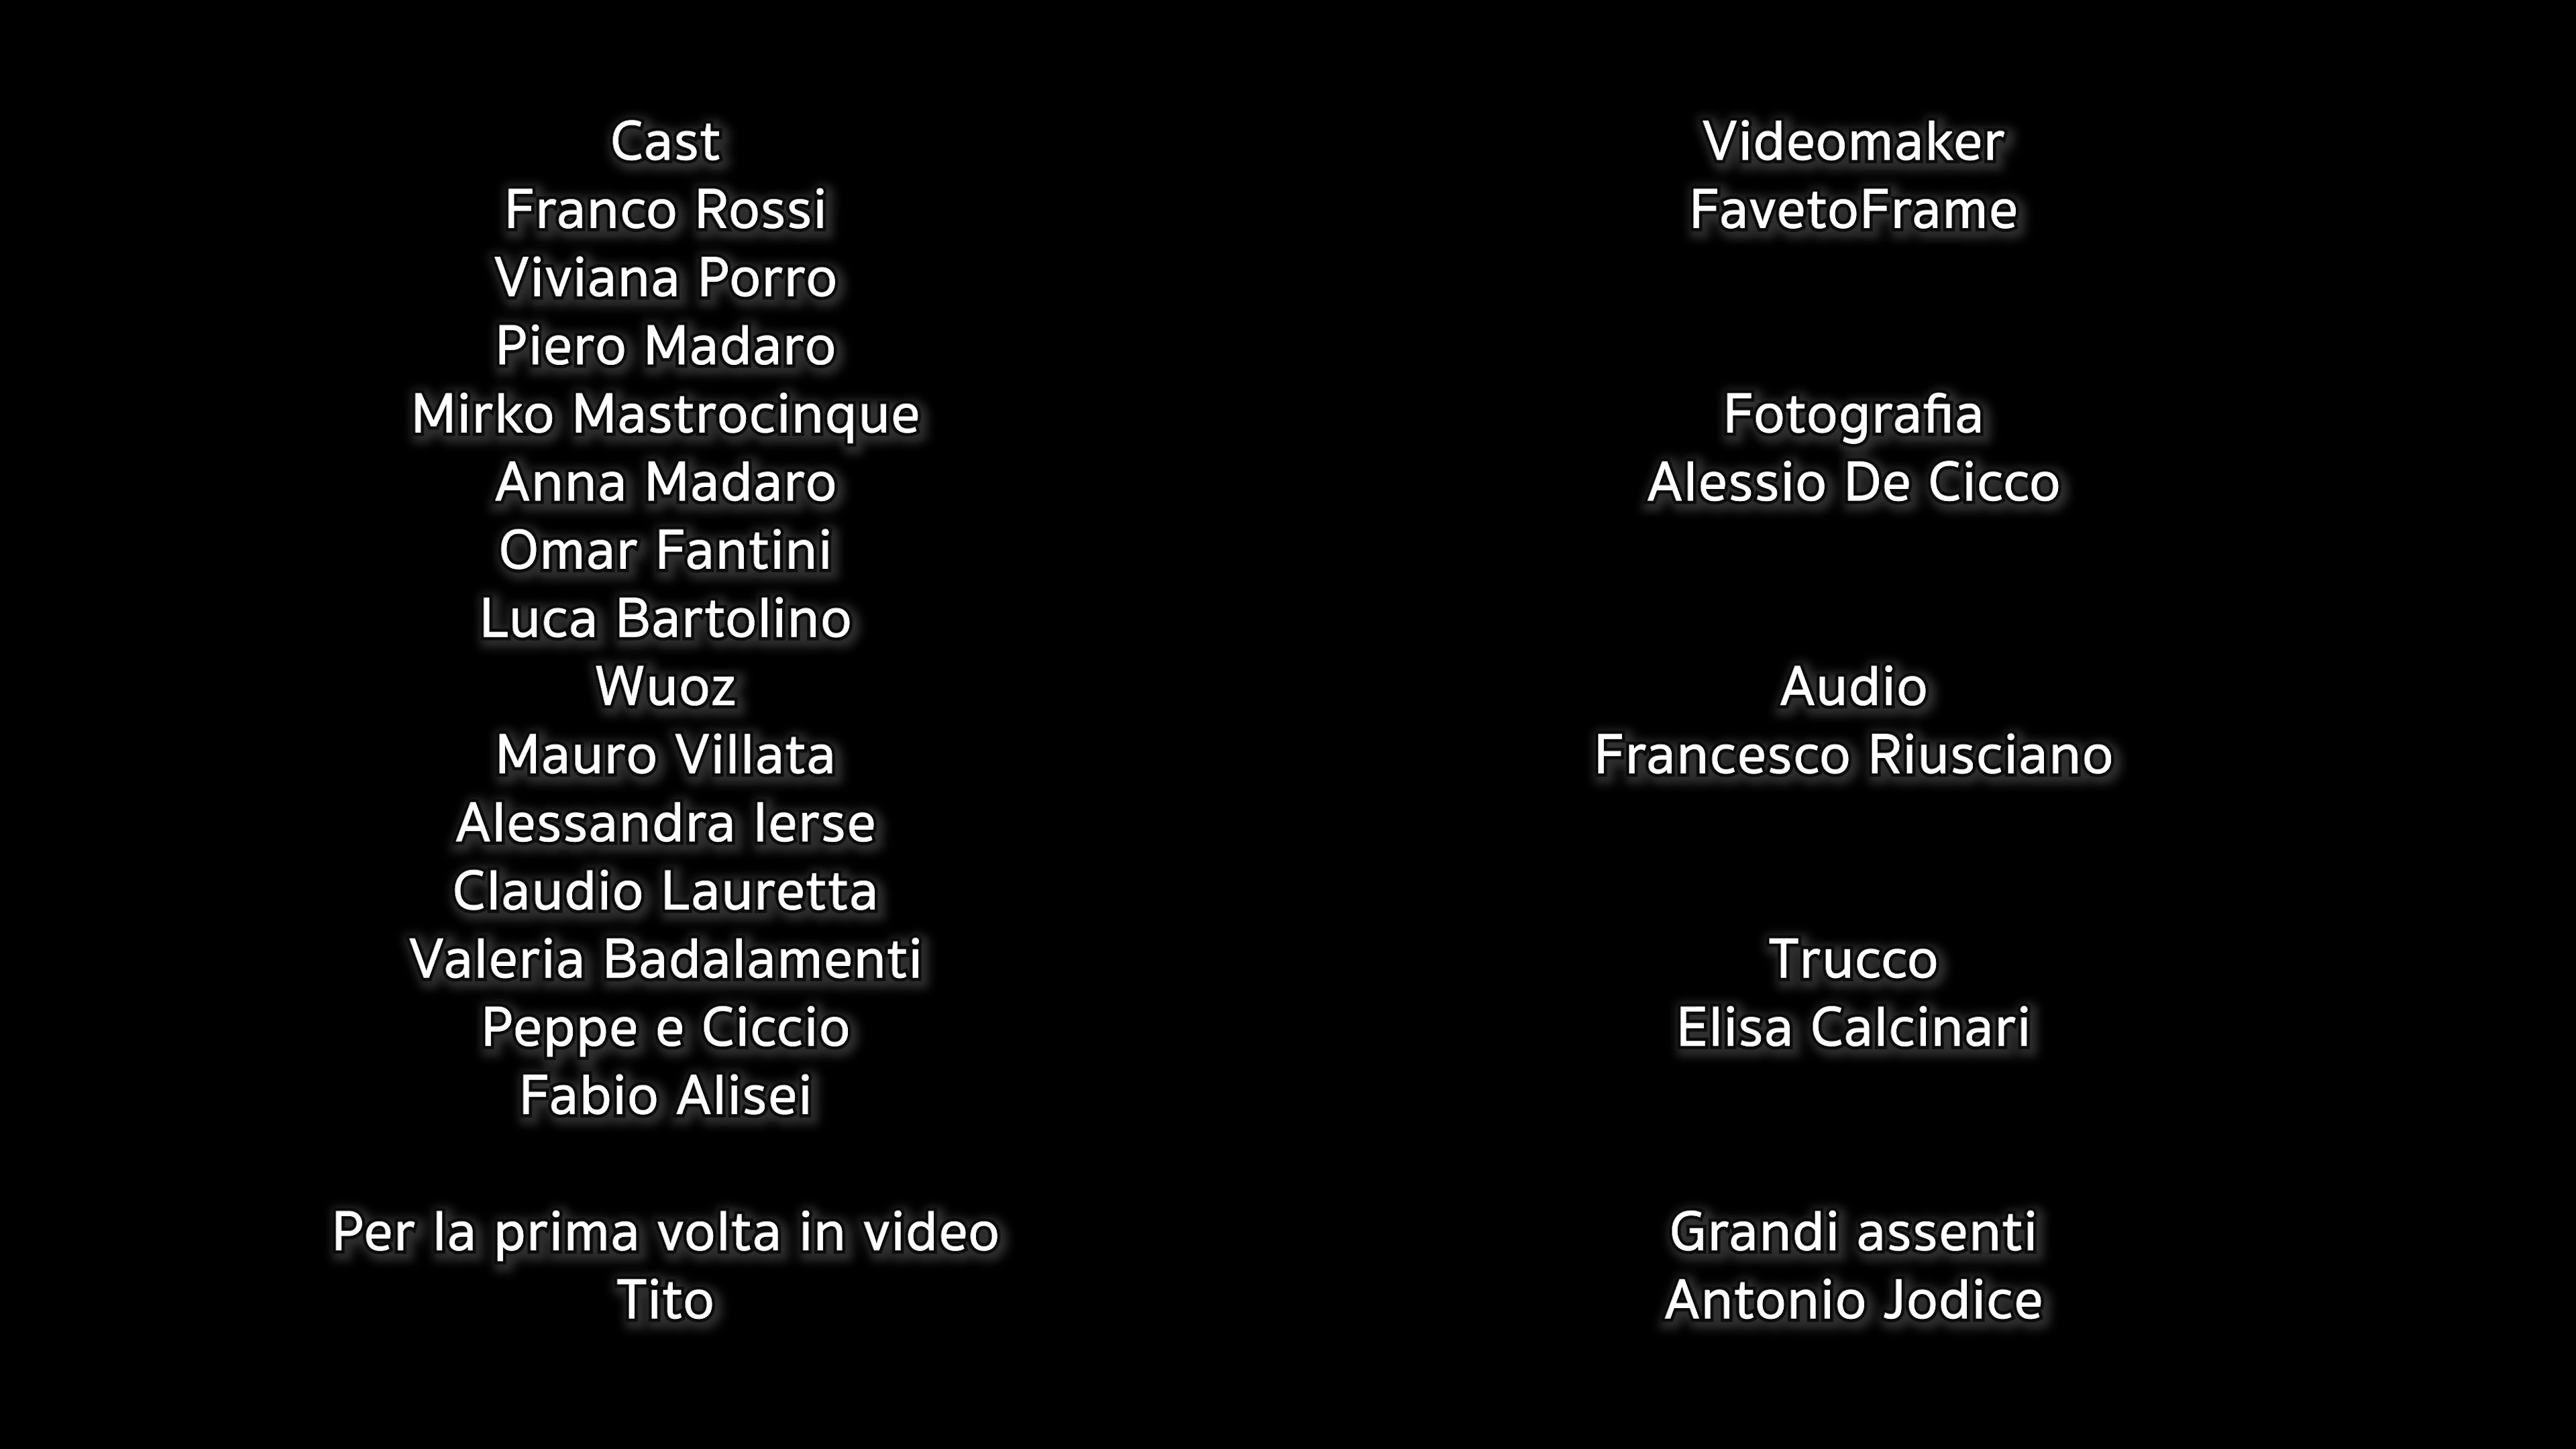 Cast
Franco Rossi
Viviana Porro
Piero Madaro
Mirko Mastrocinque
Anna Madaro
Omar Fantini
Luca Bartolino
Wuoz
Mauro Villata
Alessandra Ierse
Claudio Lauretta
Valeria Badalamenti
Peppe e Ciccio
Fabio Alisei
Per la prima volta in video
Tito
Videomaker
FavetoFrame
Fotografia
Alessio De Cicco
Audio
Francesco Riusciano
Trucco
Elisa Calcinari
Grandi assenti
Antonio Jodice